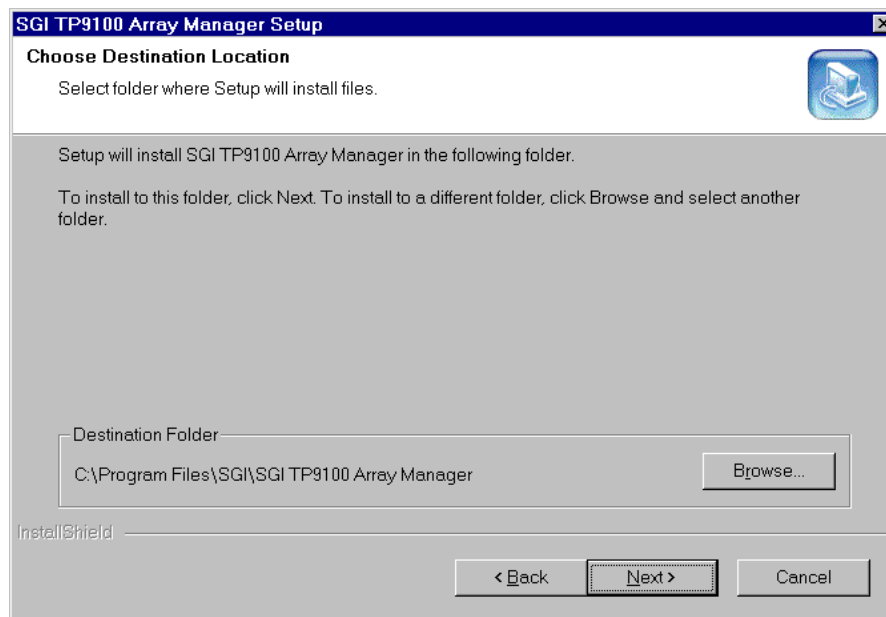 SGI TP9100 Array Manager Setup
Choose Destination Location
Select folder where Setup will install files.
Setup will install SGI TP9100 Array Manager in the following folder.
To install to this folder, click Next. To install to a different folder, click Browse and select another
folder.
Destination Folder
C:\Program Files\SGI\SGI TP9100 Array Manager
Browse...
InstallShield
< Back
Next >
Cancel